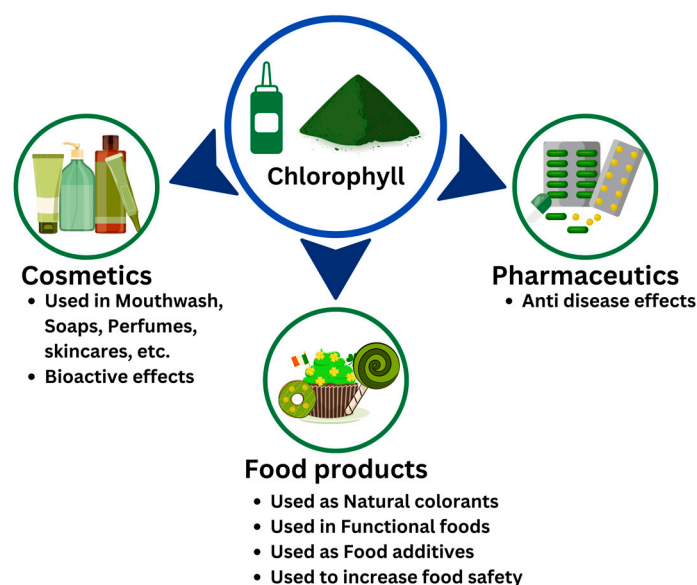 Chlorophyll
Cosmetics
• Used in Mouthwash,
Soaps, Perfumes,
skincares, etc.
• Bioactive effects
Pharmaceutics
• Anti disease effects
Food products
• Used as Natural colorants
• Used in Functional foods
• Used as Food additives
• Used to increase food safety